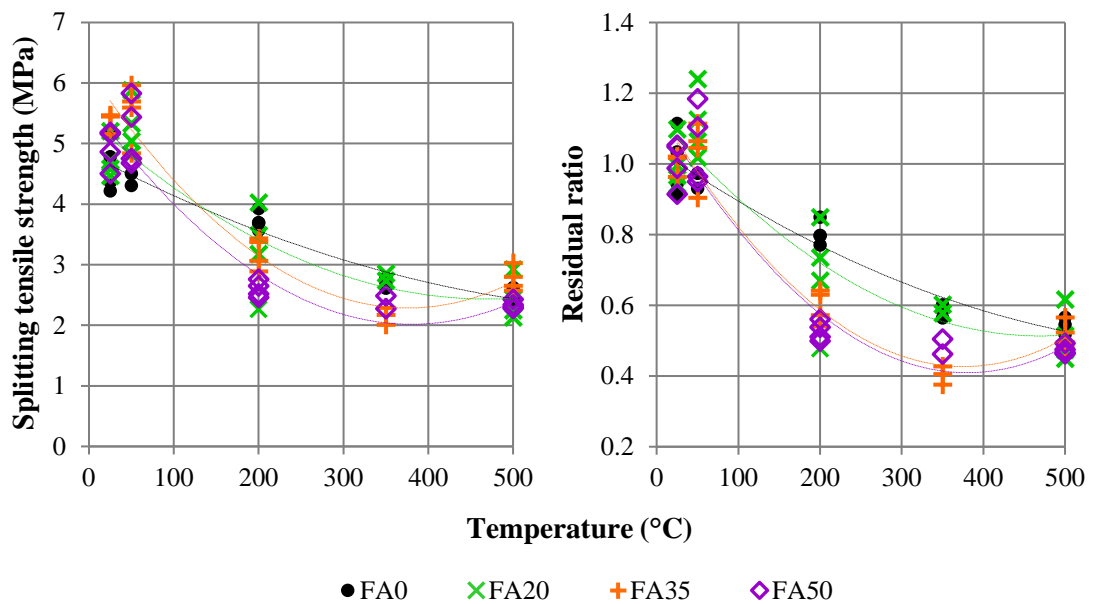 Splitting tensile strength (MPa)
7
6
5
4
3
2
1
0
0 100 200 300 400 500
Residual ratio
1.4
1.2
1.0
0.8
0.6
0.4
0.2
0 100 200 300 400 500
Temperature (°C)
FA0 FA20 FA35 FA50